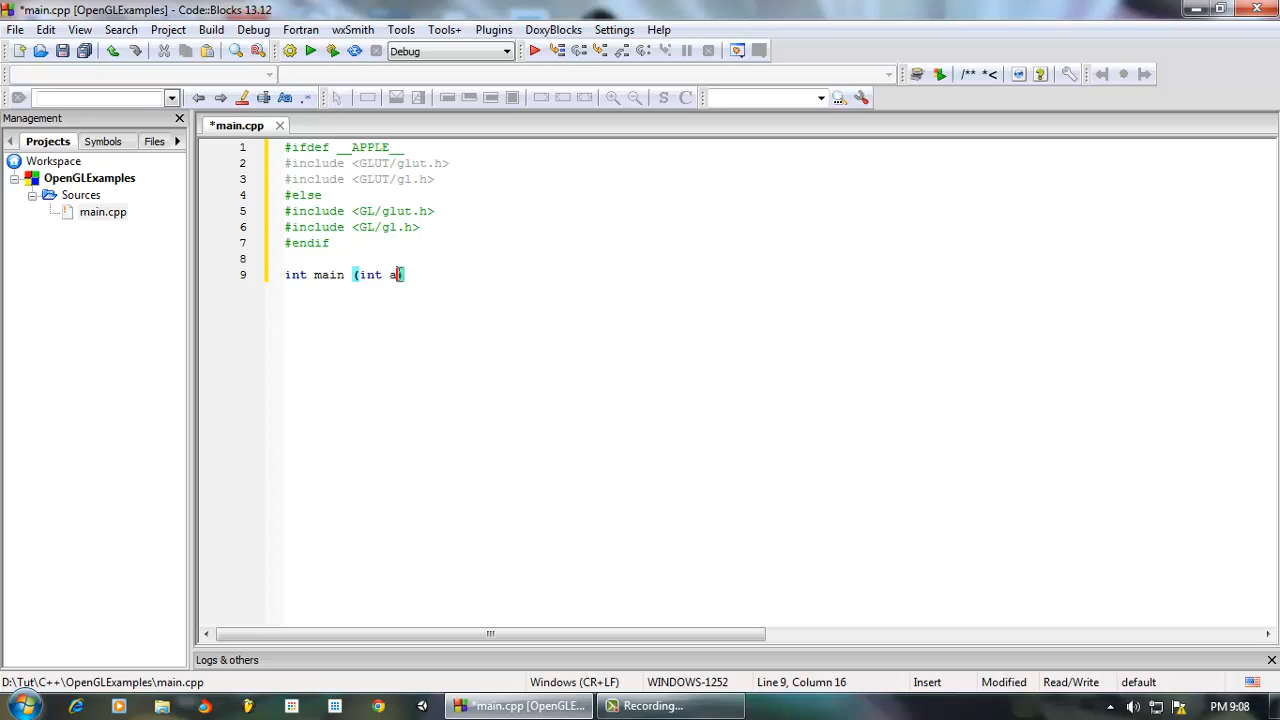 *main.cpp [OpenGLExamples] - Code::Blocks 13.12
File Edit View Search Project Build Debug Fortran wxSmith Tools Tools+ Plugins DoxyBlocks Settings Help
Debug
/** *<
Management
Projects Symbols Files
*main.cpp
Workspace
OpenGLExamples
Sources
main.cpp
1 #ifdef __APPLE__
2 #include <GLUT/glut.h>
3 #include <GLUT/gl.h>
4 #else
5 #include <GL/glut.h>
6 #include <GL/gl.h>
7 #endif
8
9 int main (int a)
Logs & others
D:\Tut\C++\OpenGLExamples\main.cpp Windows (CR+LF) WINDOWS-1252 Line 9, Column 16 Insert Modified Read/Write default
*main.cpp [OpenGLE... Recording... PM 9:08